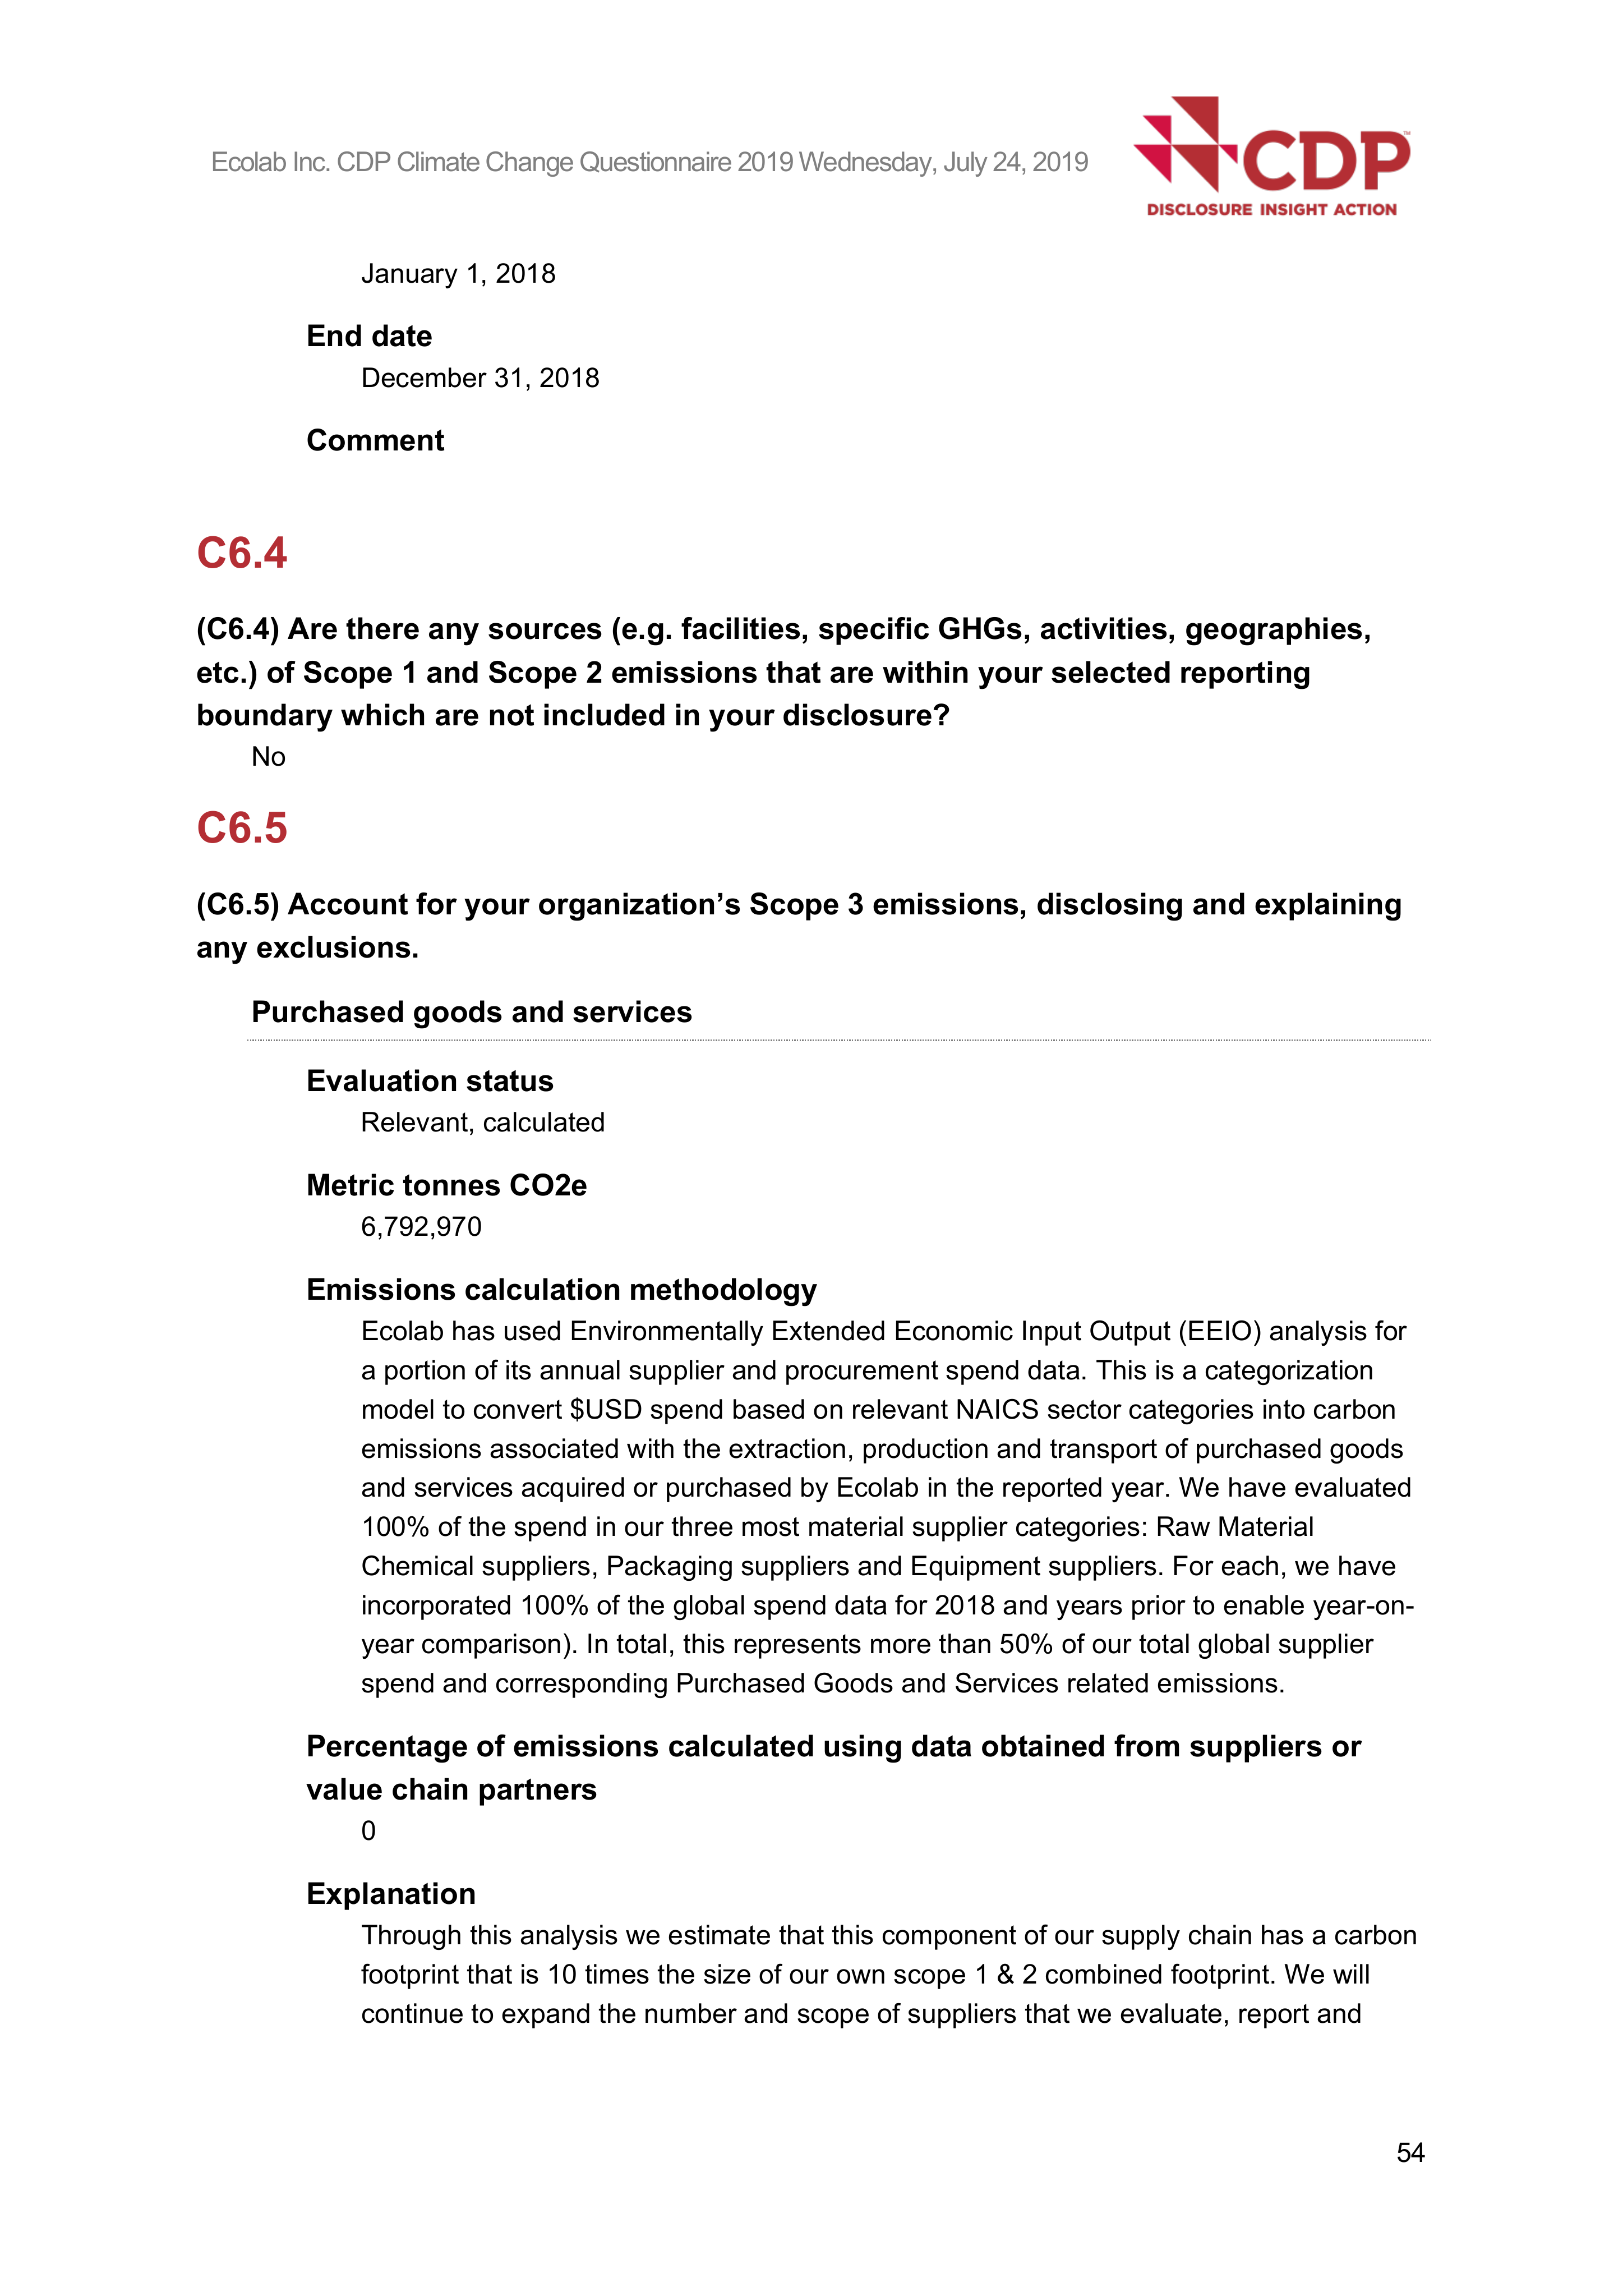 Ecolab Inc. CDP Climate Change Questionnaire 2019 Wednesday, July 24, 2019
CDP™
DISCLOSURE INSIGHT ACTION
January 1, 2018
End date
December 31, 2018
Comment
C6.4
(C6.4) Are there any sources (e.g. facilities, specific GHGs, activities, geographies,
etc.) of Scope 1 and Scope 2 emissions that are within your selected reporting
boundary which are not included in your disclosure?
No
C6.5
(C6.5) Account for your organization’s Scope 3 emissions, disclosing and explaining
any exclusions.
Purchased goods and services
Evaluation status
Relevant, calculated
Metric tonnes CO2e
6,792,970
Emissions calculation methodology
Ecolab has used Environmentally Extended Economic Input Output (EEIO) analysis for
a portion of its annual supplier and procurement spend data. This is a categorization
model to convert $USD spend based on relevant NAICS sector categories into carbon
emissions associated with the extraction, production and transport of purchased goods
and services acquired or purchased by Ecolab in the reported year. We have evaluated
100% of the spend in our three most material supplier categories: Raw Material
Chemical suppliers, Packaging suppliers and Equipment suppliers. For each, we have
incorporated 100% of the global spend data for 2018 and years prior to enable year-on-
year comparison). In total, this represents more than 50% of our total global supplier
spend and corresponding Purchased Goods and Services related emissions.
Percentage of emissions calculated using data obtained from suppliers or
value chain partners
0
Explanation
Through this analysis we estimate that this component of our supply chain has a carbon
footprint that is 10 times the size of our own scope 1 & 2 combined footprint. We will
continue to expand the number and scope of suppliers that we evaluate, report and
54